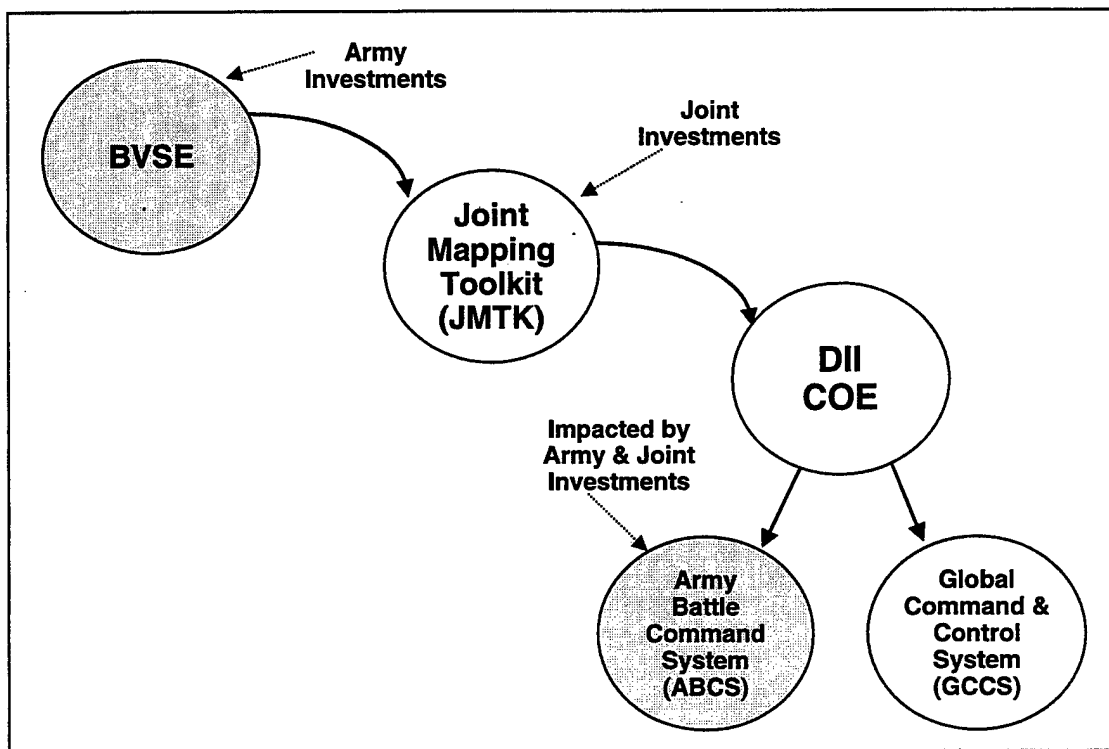 Army
Investments
BVSE
Joint
Investments
Joint
Mapping
Toolkit
(JMTK)
DII
COE
Impacted by
Army & Joint
Investments
Army
Battle
Command
System
(ABCS)
Global
Command &
Control
System
(GCCS)